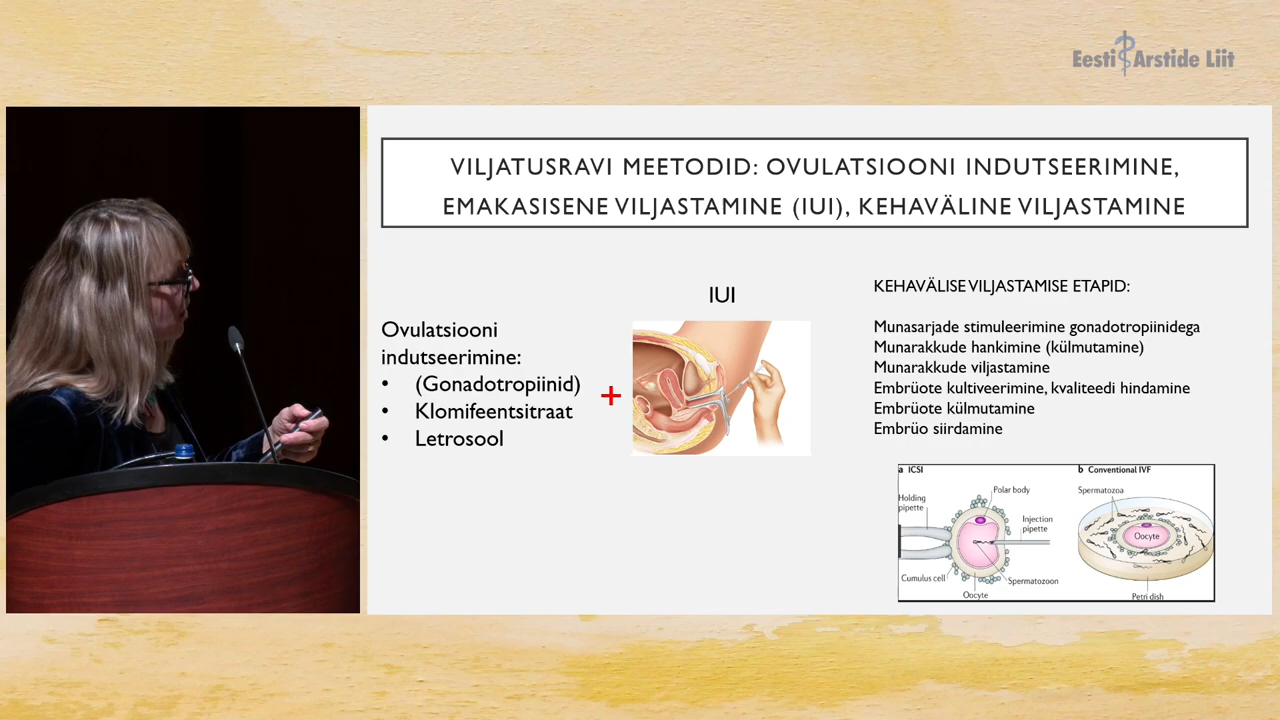 Eesti Arstide Liit
VILJATUSRAVI MEETODID: OVULATSIOONI INDUTSEERIMINE,
EMAKASISENE VILJASTAMINE (IUI), KEHAVÄLINE VILJASTAMINE
Ovulatsiooni
indutseerimine:
• (Gonadotropiinid)
• Klomifeentsitraat
• Letrosool
+
IUI
KEHAVÄLISE VILJASTAMISE ETAPID:
Munasarjade stimuleerimine gonadotropiinidega
Munarakkude hankimine (külmutamine)
Munarakkude viljastamine
Embrüote kultiveerimine, kvaliteedi hindamine
Embrüote külmutamine
Embrüo siirdamine
a ICSI
Holding
pipette
Polar body
Injection
pipette
Cumulus cell
Spermatozoon
Oocyte
b Conventional IVF
Spermatozoa
Oocyte
Petri dish